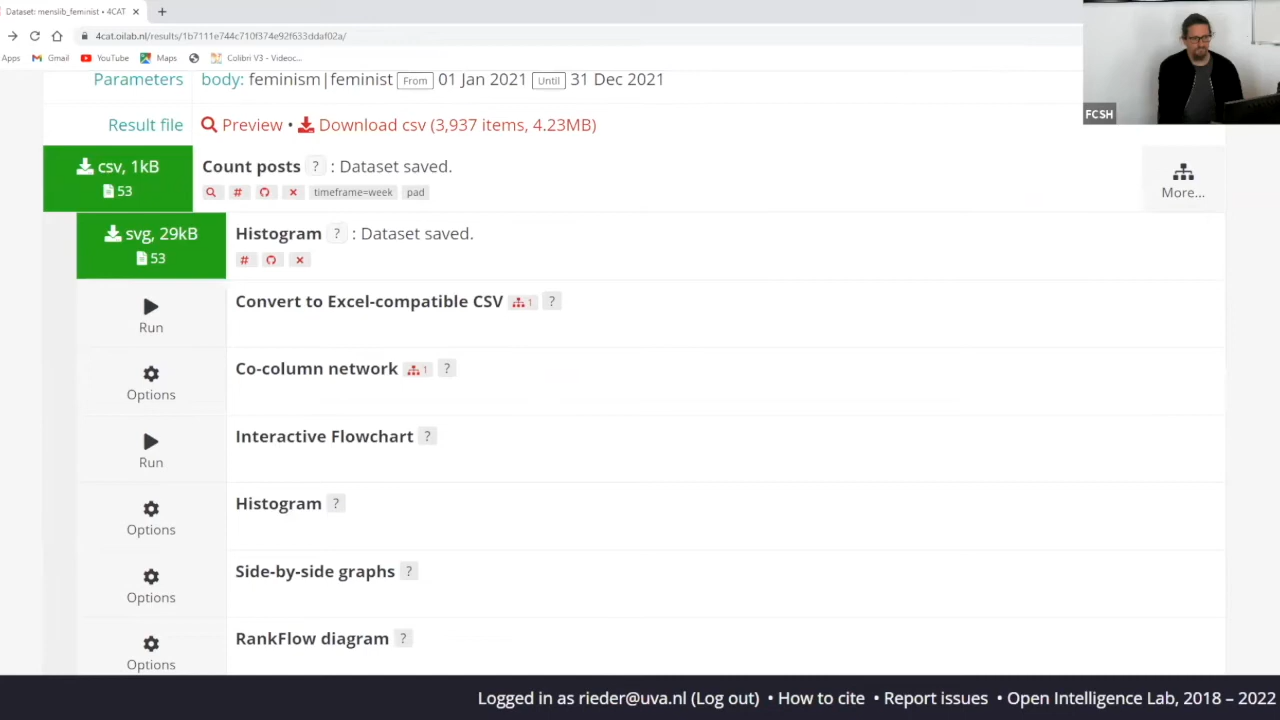 Dataset: menslib_feminist • 4CAT
4cat.oilab.nl/results/1b7111e744c710f374e92f633ddaf02a/
Apps Gmail YouTube Maps Colibri V3 - Videoc...
Parameters body: feminism|feminist From 01 Jan 2021 Until 31 Dec 2021
Result file Preview • Download csv (3,937 items, 4.23MB)
FCSH
csv, 1kB
53
Count posts ? : Dataset saved.
# timeframe=week pad
More...
svg, 29kB
53
Histogram ? : Dataset saved.
#
Run
Convert to Excel-compatible CSV 1 ?
Options
Co-column network 1 ?
Run
Interactive Flowchart ?
Options
Histogram ?
Options
Side-by-side graphs ?
Options
RankFlow diagram ?
Logged in as rieder@uva.nl (Log out) • How to cite • Report issues • Open Intelligence Lab, 2018 – 2022